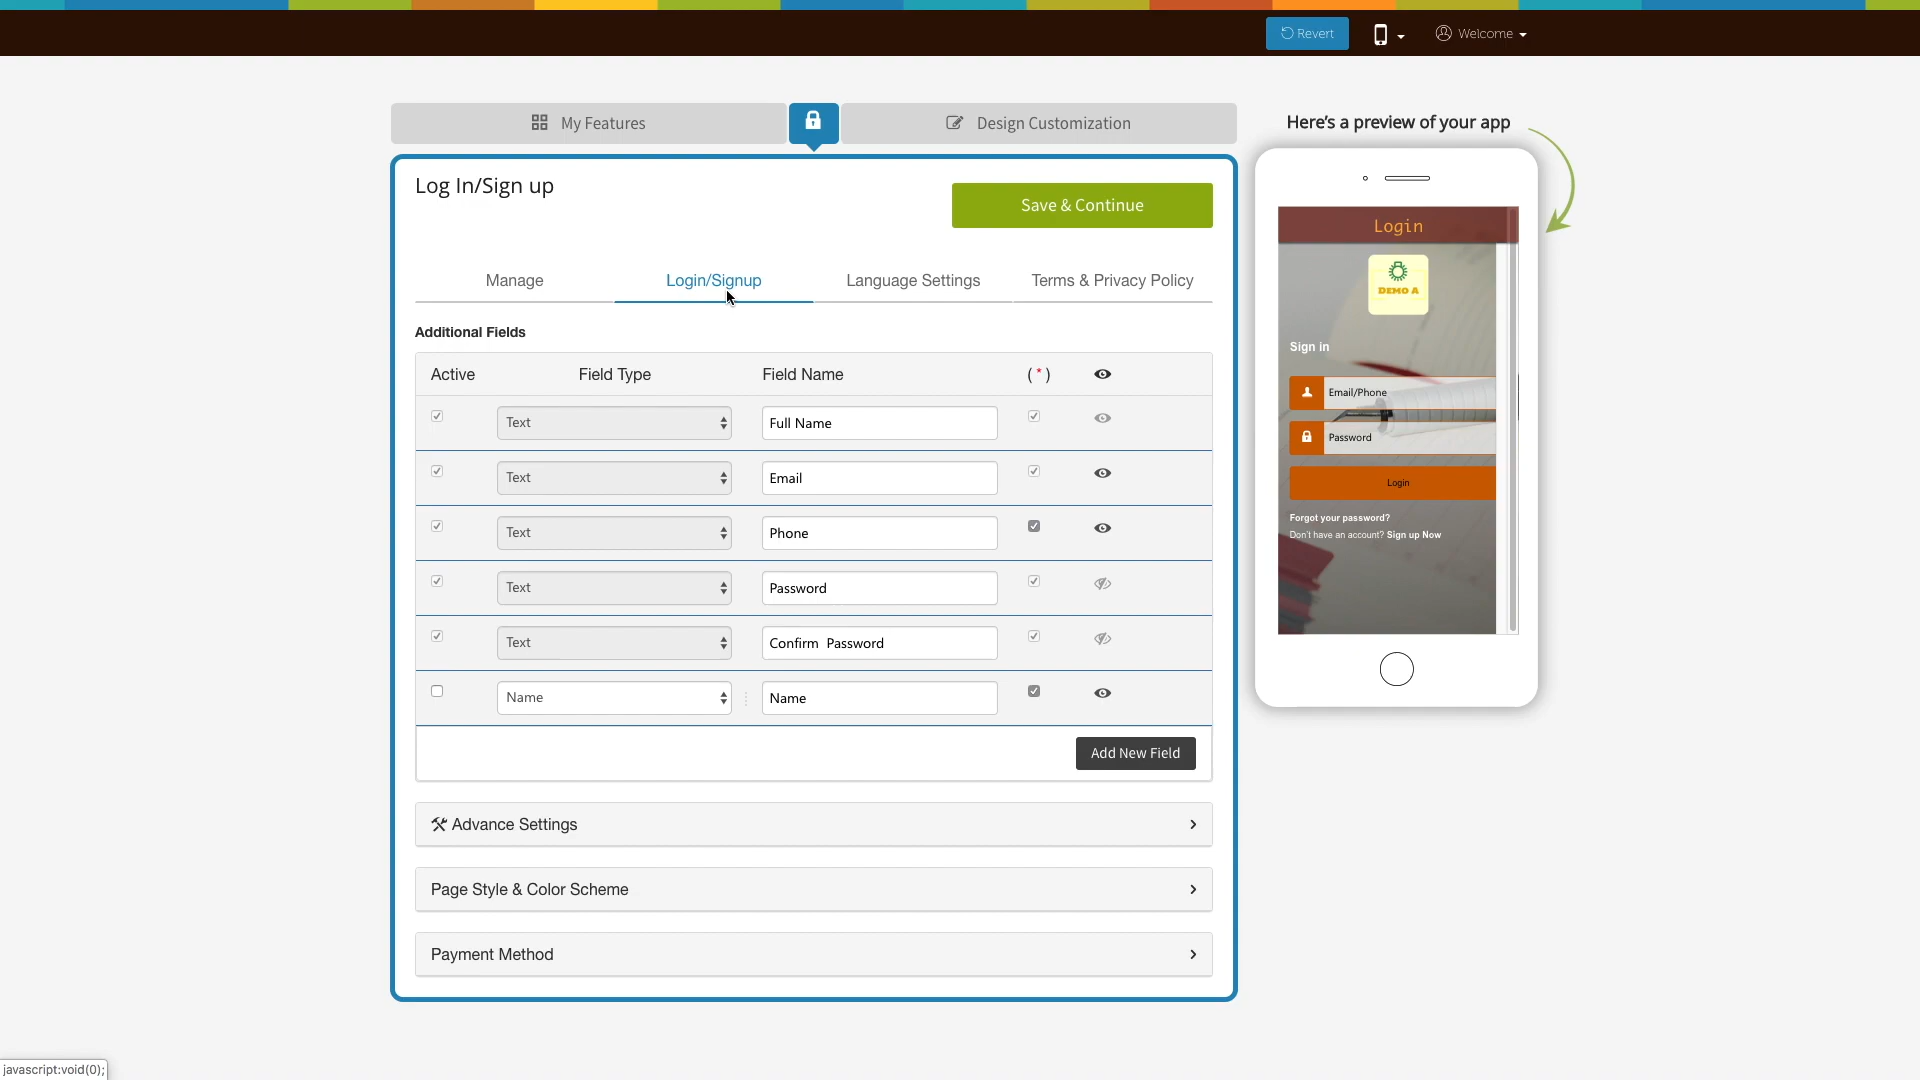 Revert
Welcome
My Features
Design Customization
Here's a preview of your app
Log In/Sign up
Save & Continue
Manage
Login/Signup
Language Settings
Terms & Privacy Policy
Additional Fields
Active Field Type Field Name (*)
Text Full Name
Text Email
Text Phone
Text Password
Text Confirm Password
Name Name
Add New Field
Advance Settings
Page Style & Color Scheme
Payment Method
Login
DEMO A
Sign in
Email/Phone
Password
Login
Forgot your password?
Don't have an account? Sign up Now
javascript:void(0);